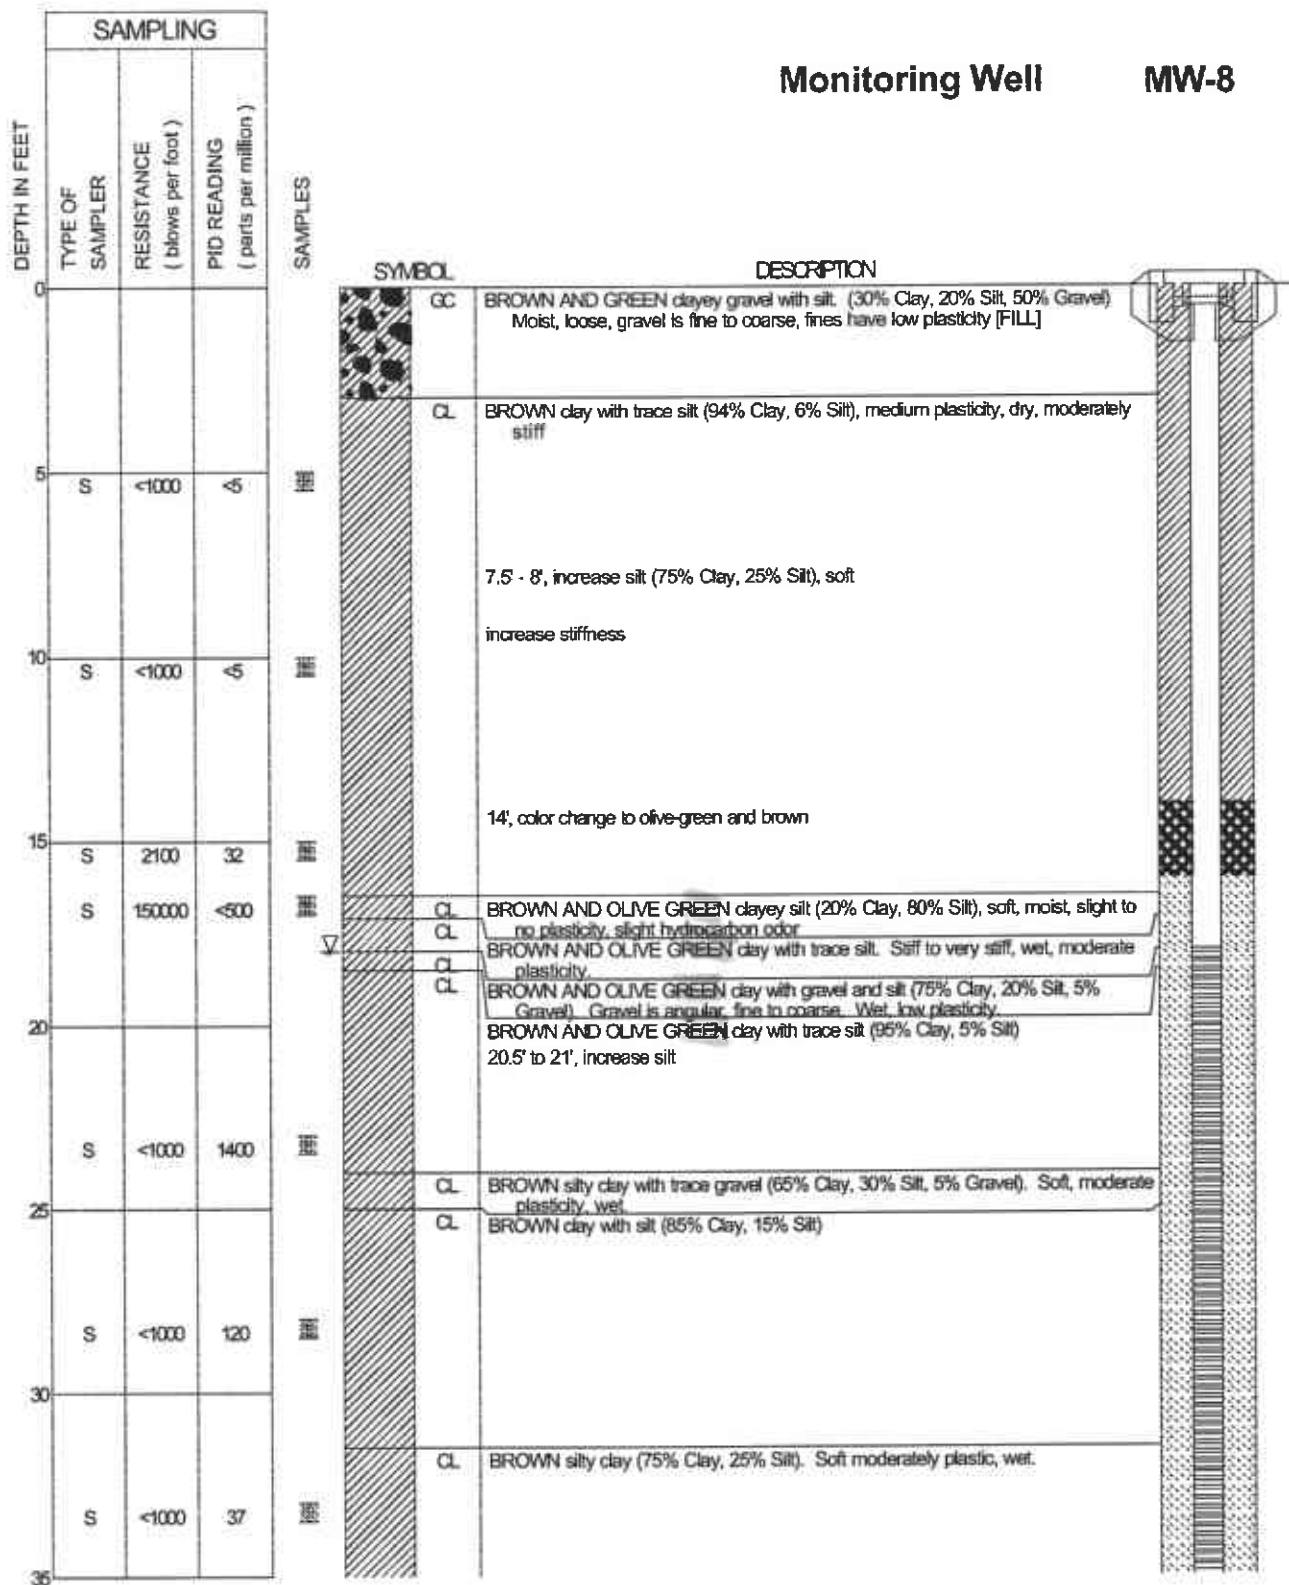 SAMPLING
Monitoring Well MW-8
DEPTH IN FEET
TYPE OF
SAMPLER
RESISTANCE
( blows per foot )
PID READING
( parts per million )
SAMPLES
SYMBOL DESCRIPTION
0
GC BROWN AND GREEN clayey gravel with silt. (30% Clay, 20% Silt, 50% Gravel)
Moist, loose, gravel is fine to coarse, fines have low plasticity [FILL]
CL BROWN clay with trace silt (94% Clay, 6% Silt), medium plasticity, dry, moderately
stiff
5
S <1000 <5
7.5' - 8', increase silt (75% Clay, 25% Silt), soft
increase stiffness
10
S <1000 <5
14', color change to olive-green and brown
15
S 2100 32
S 150000 <500
CL BROWN AND OLIVE GREEN clayey silt (20% Clay, 80% Silt), soft, moist, slight to
no plasticity, slight hydrocarbon odor
CL BROWN AND OLIVE GREEN clay with trace silt. Stiff to very stiff, wet, moderate
plasticity.
CL BROWN AND OLIVE GREEN clay with gravel and silt (75% Clay, 20% Silt, 5%
Gravel). Gravel is angular, fine to coarse. Wet, low plasticity.
CL BROWN AND OLIVE GREEN clay with trace silt (95% Clay, 5% Silt)
20
20.5' to 21', increase silt
S <1000 1400
CL BROWN silty clay with trace gravel (65% Clay, 30% Silt, 5% Gravel). Soft, moderate
plasticity, wet.
25
CL BROWN clay with silt (85% Clay, 15% Silt)
S <1000 120
30
CL BROWN silty clay (75% Clay, 25% Silt). Soft moderately plastic, wet.
S <1000 37
35